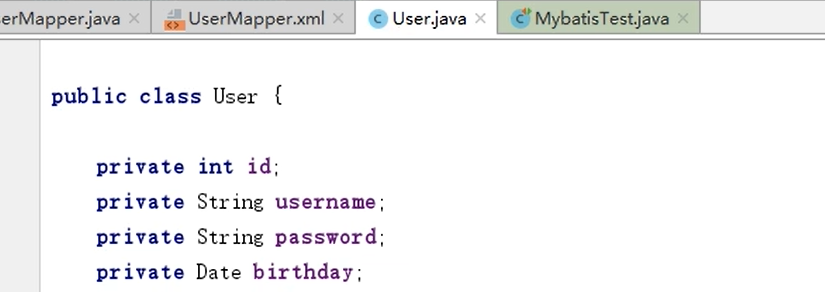 erMapper.java UserMapper.xml User.java MybatisTest.java
public class User {
private int id;
private String username;
private String password;
private Date birthday;